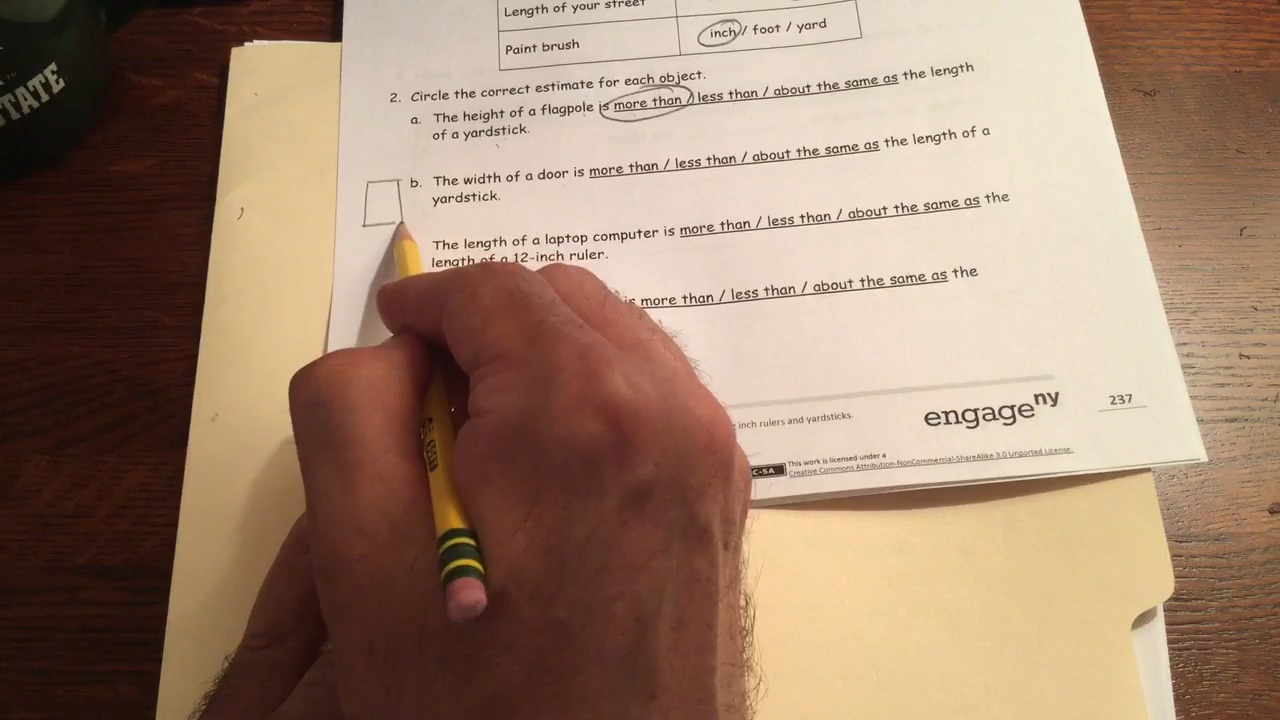 STATE
Length of your street
Paint brush
inch / foot / yard
2. Circle the correct estimate for each object.
a. The height of a flagpole is more than / less than / about the same as the length
of a yardstick.
b. The width of a door is more than / less than / about the same as the length of a
yardstick.
The length of a laptop computer is more than / less than / about the same as the
length of a 12-inch ruler.
is more than / less than / about the same as the
inch rulers and yardsticks.
engageny
237
C-SA
This work is licensed under a
Creative Commons Attribution-NonCommercial-ShareAlike 3.0 Unported License.